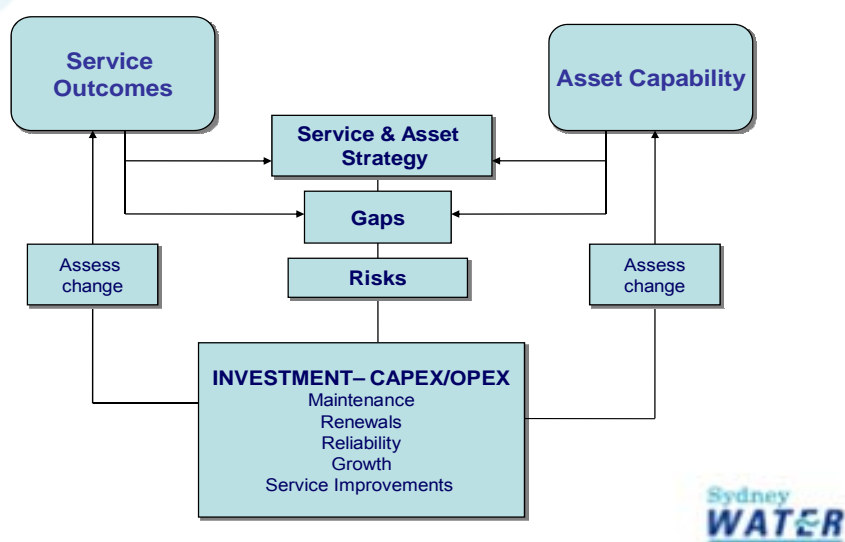 Service
Outcomes
Asset Capability
Service & Asset
Strategy
Gaps
Assess
change
Risks
Assess
change
INVESTMENT– CAPEX/OPEX
Maintenance
Renewals
Reliability
Growth
Service Improvements
Sydney
WATER